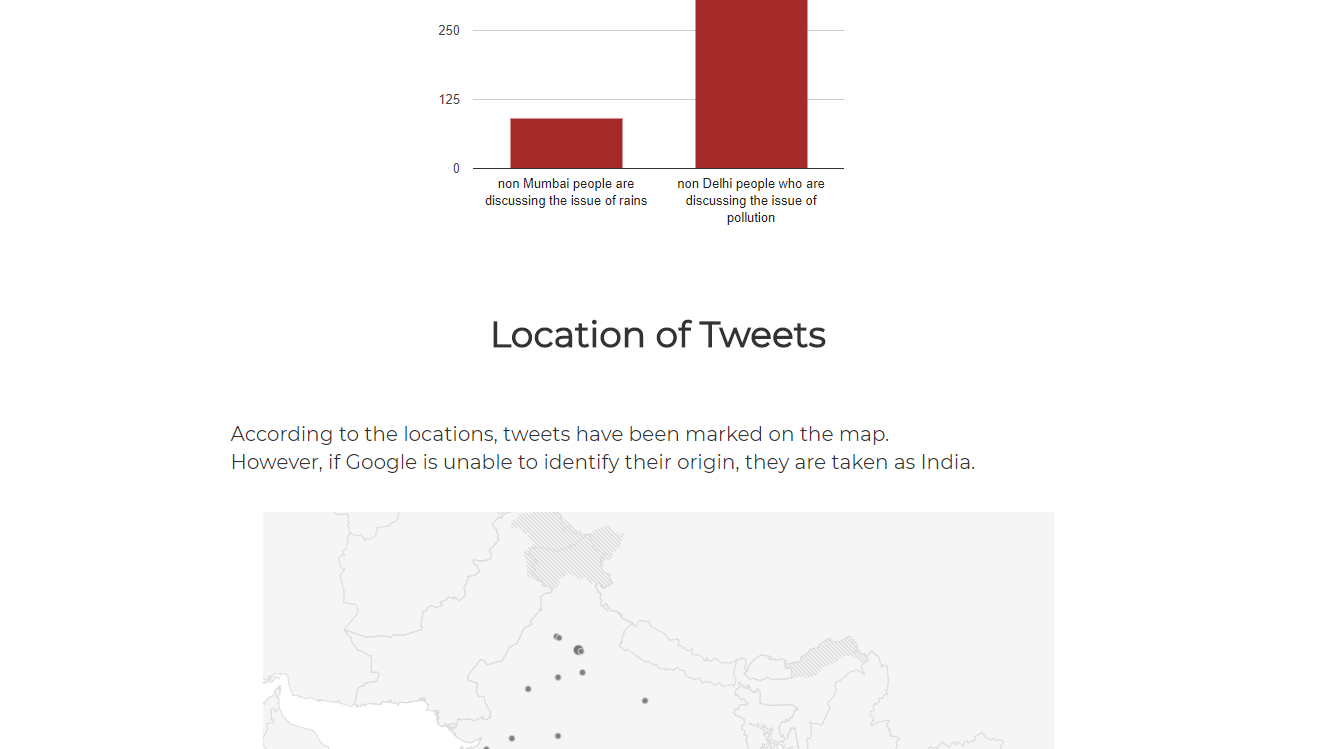 250
125
0
non Mumbai people are
discussing the issue of rains
non Delhi people who are
discussing the issue of
pollution
Location of Tweets
According to the locations, tweets have been marked on the map.
However, if Google is unable to identify their origin, they are taken as India.